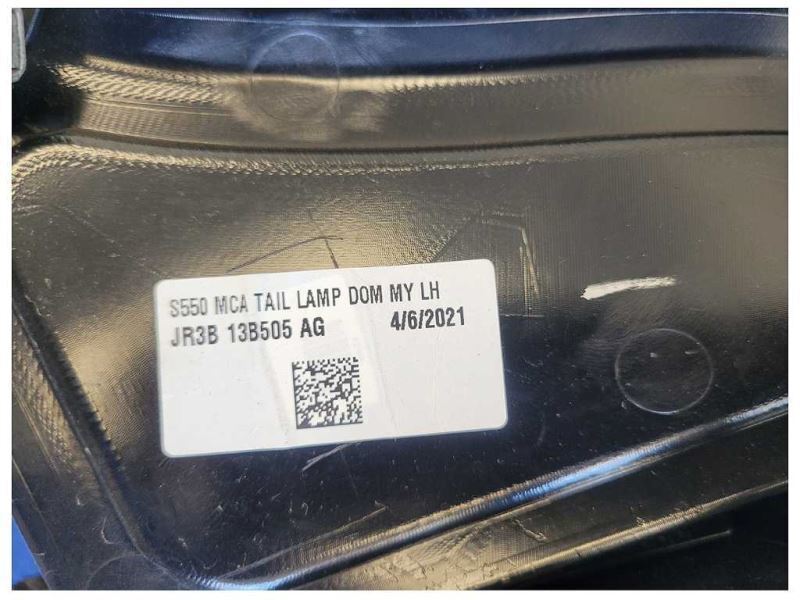 S550 MCA TAIL LAMP DOM MY LH
JR3B 13B505 AG 4/6/2021